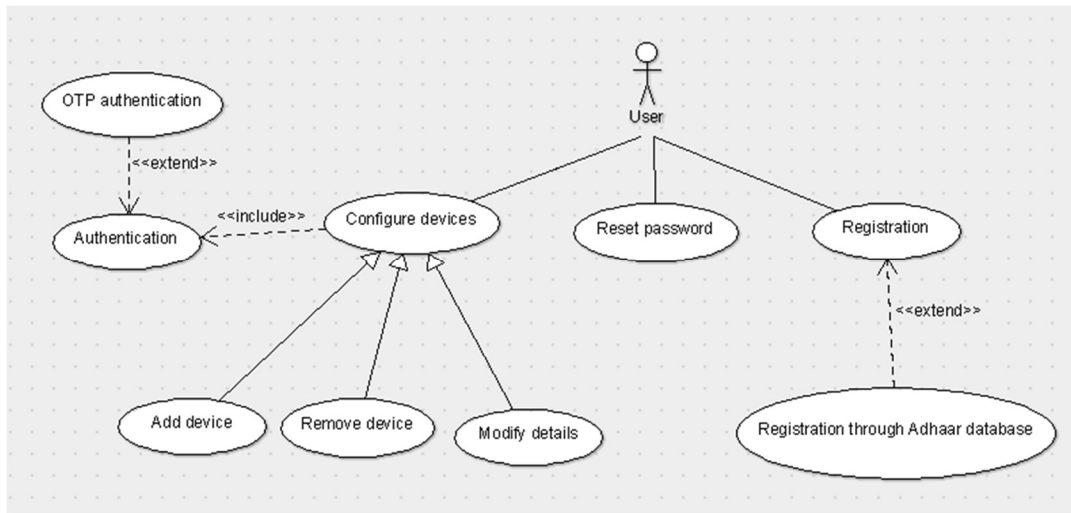 User
OTP authentication
<<extend>>
<<include>>
Configure devices
Reset password
Registration
Authentication
<<extend>>
Add device
Remove device
Modify details
Registration through Adhaar database